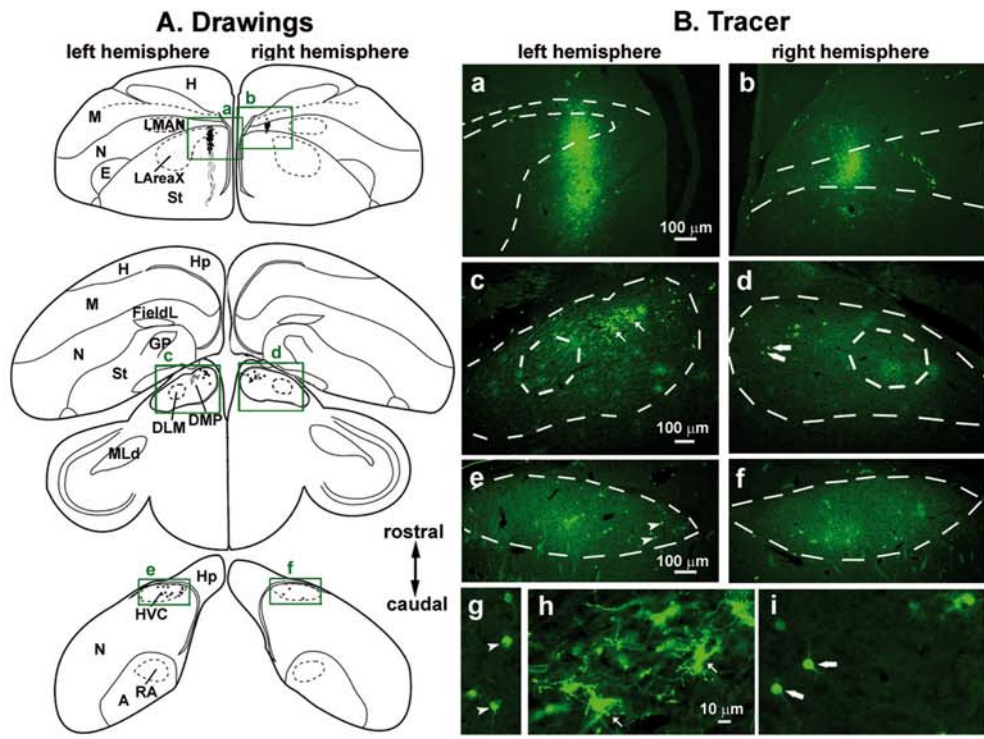 A. Drawings
left hemisphere right hemisphere
H
M
LMAN
a
b
N
E
LAreaX
St
H
Hp
M
FieldL
GP
N
St
c
d
DLM
DMP
MLd
rostral
caudal
e
f
Hp
HVC
N
RA
A
B. Tracer
left hemisphere right hemisphere
a
100 µm
b
c
100 µm
d
e
100 µm
f
g
h
10 µm
i